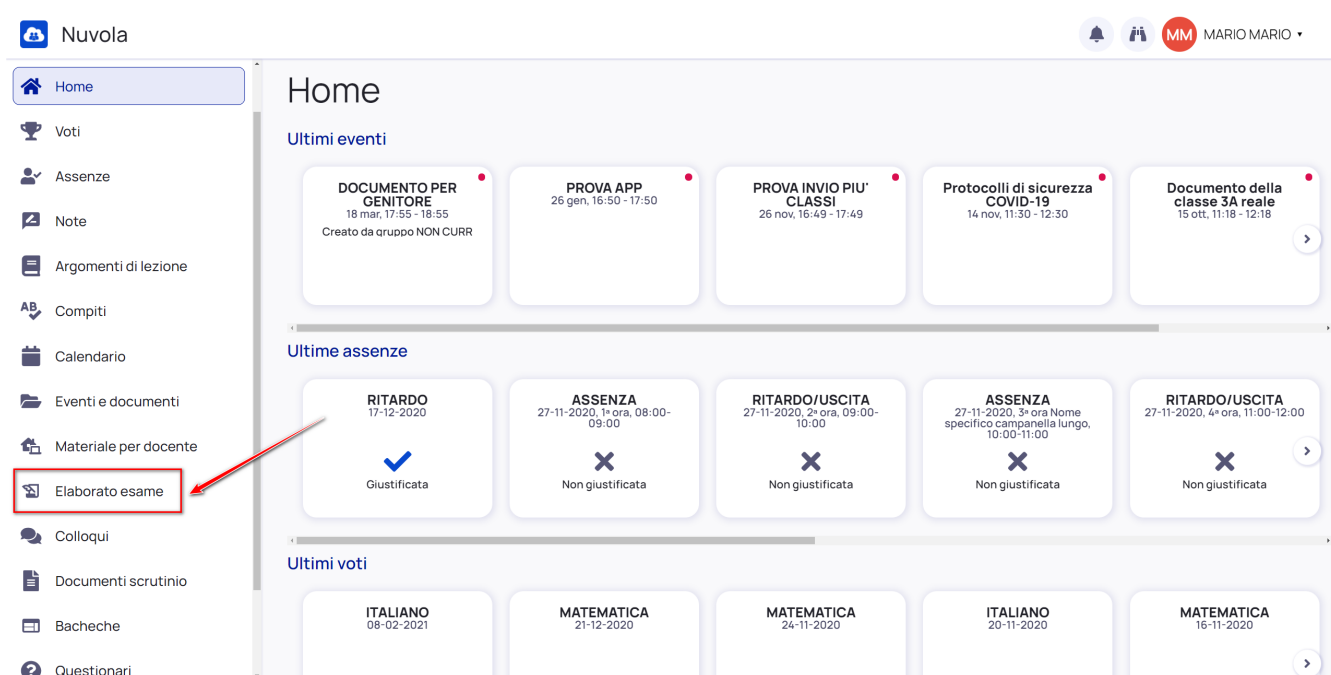 Nuvola
MM MARIO MARIO
Home
Voti
Assenze
Note
Argomenti di lezione
AB Compiti
Calendario
Eventi e documenti
Materiale per docente
Elaborato esame
Colloqui
Documenti scrutinio
Bacheche
Questionari
Home
Ultimi eventi
DOCUMENTO PER
GENITORE
18 mar, 17:55 - 18:55
Creato da gruppo NON CURR
PROVA APP
26 gen, 16:50 - 17:50
PROVA INVIO PIU'
CLASSI
26 nov, 16:49 - 17:49
Protocolli di sicurezza
COVID-19
14 nov, 11:30 - 12:30
Documento della
classe 3A reale
15 ott, 11:18 - 12:18
Ultime assenze
RITARDO
17-12-2020
Giustificata
ASSENZA
27-11-2020, 1ª ora, 08:00-
09:00
Non giustificata
RITARDO/USCITA
27-11-2020, 2ª ora, 09:00-
10:00
Non giustificata
ASSENZA
27-11-2020, 3ª ora Nome
specifico campanella lungo,
10:00-11:00
Non giustificata
RITARDO/USCITA
27-11-2020, 4ª ora, 11:00-12:00
Non giustificata
Ultimi voti
ITALIANO
08-02-2021
MATEMATICA
21-12-2020
MATEMATICA
24-11-2020
ITALIANO
20-11-2020
MATEMATICA
16-11-2020